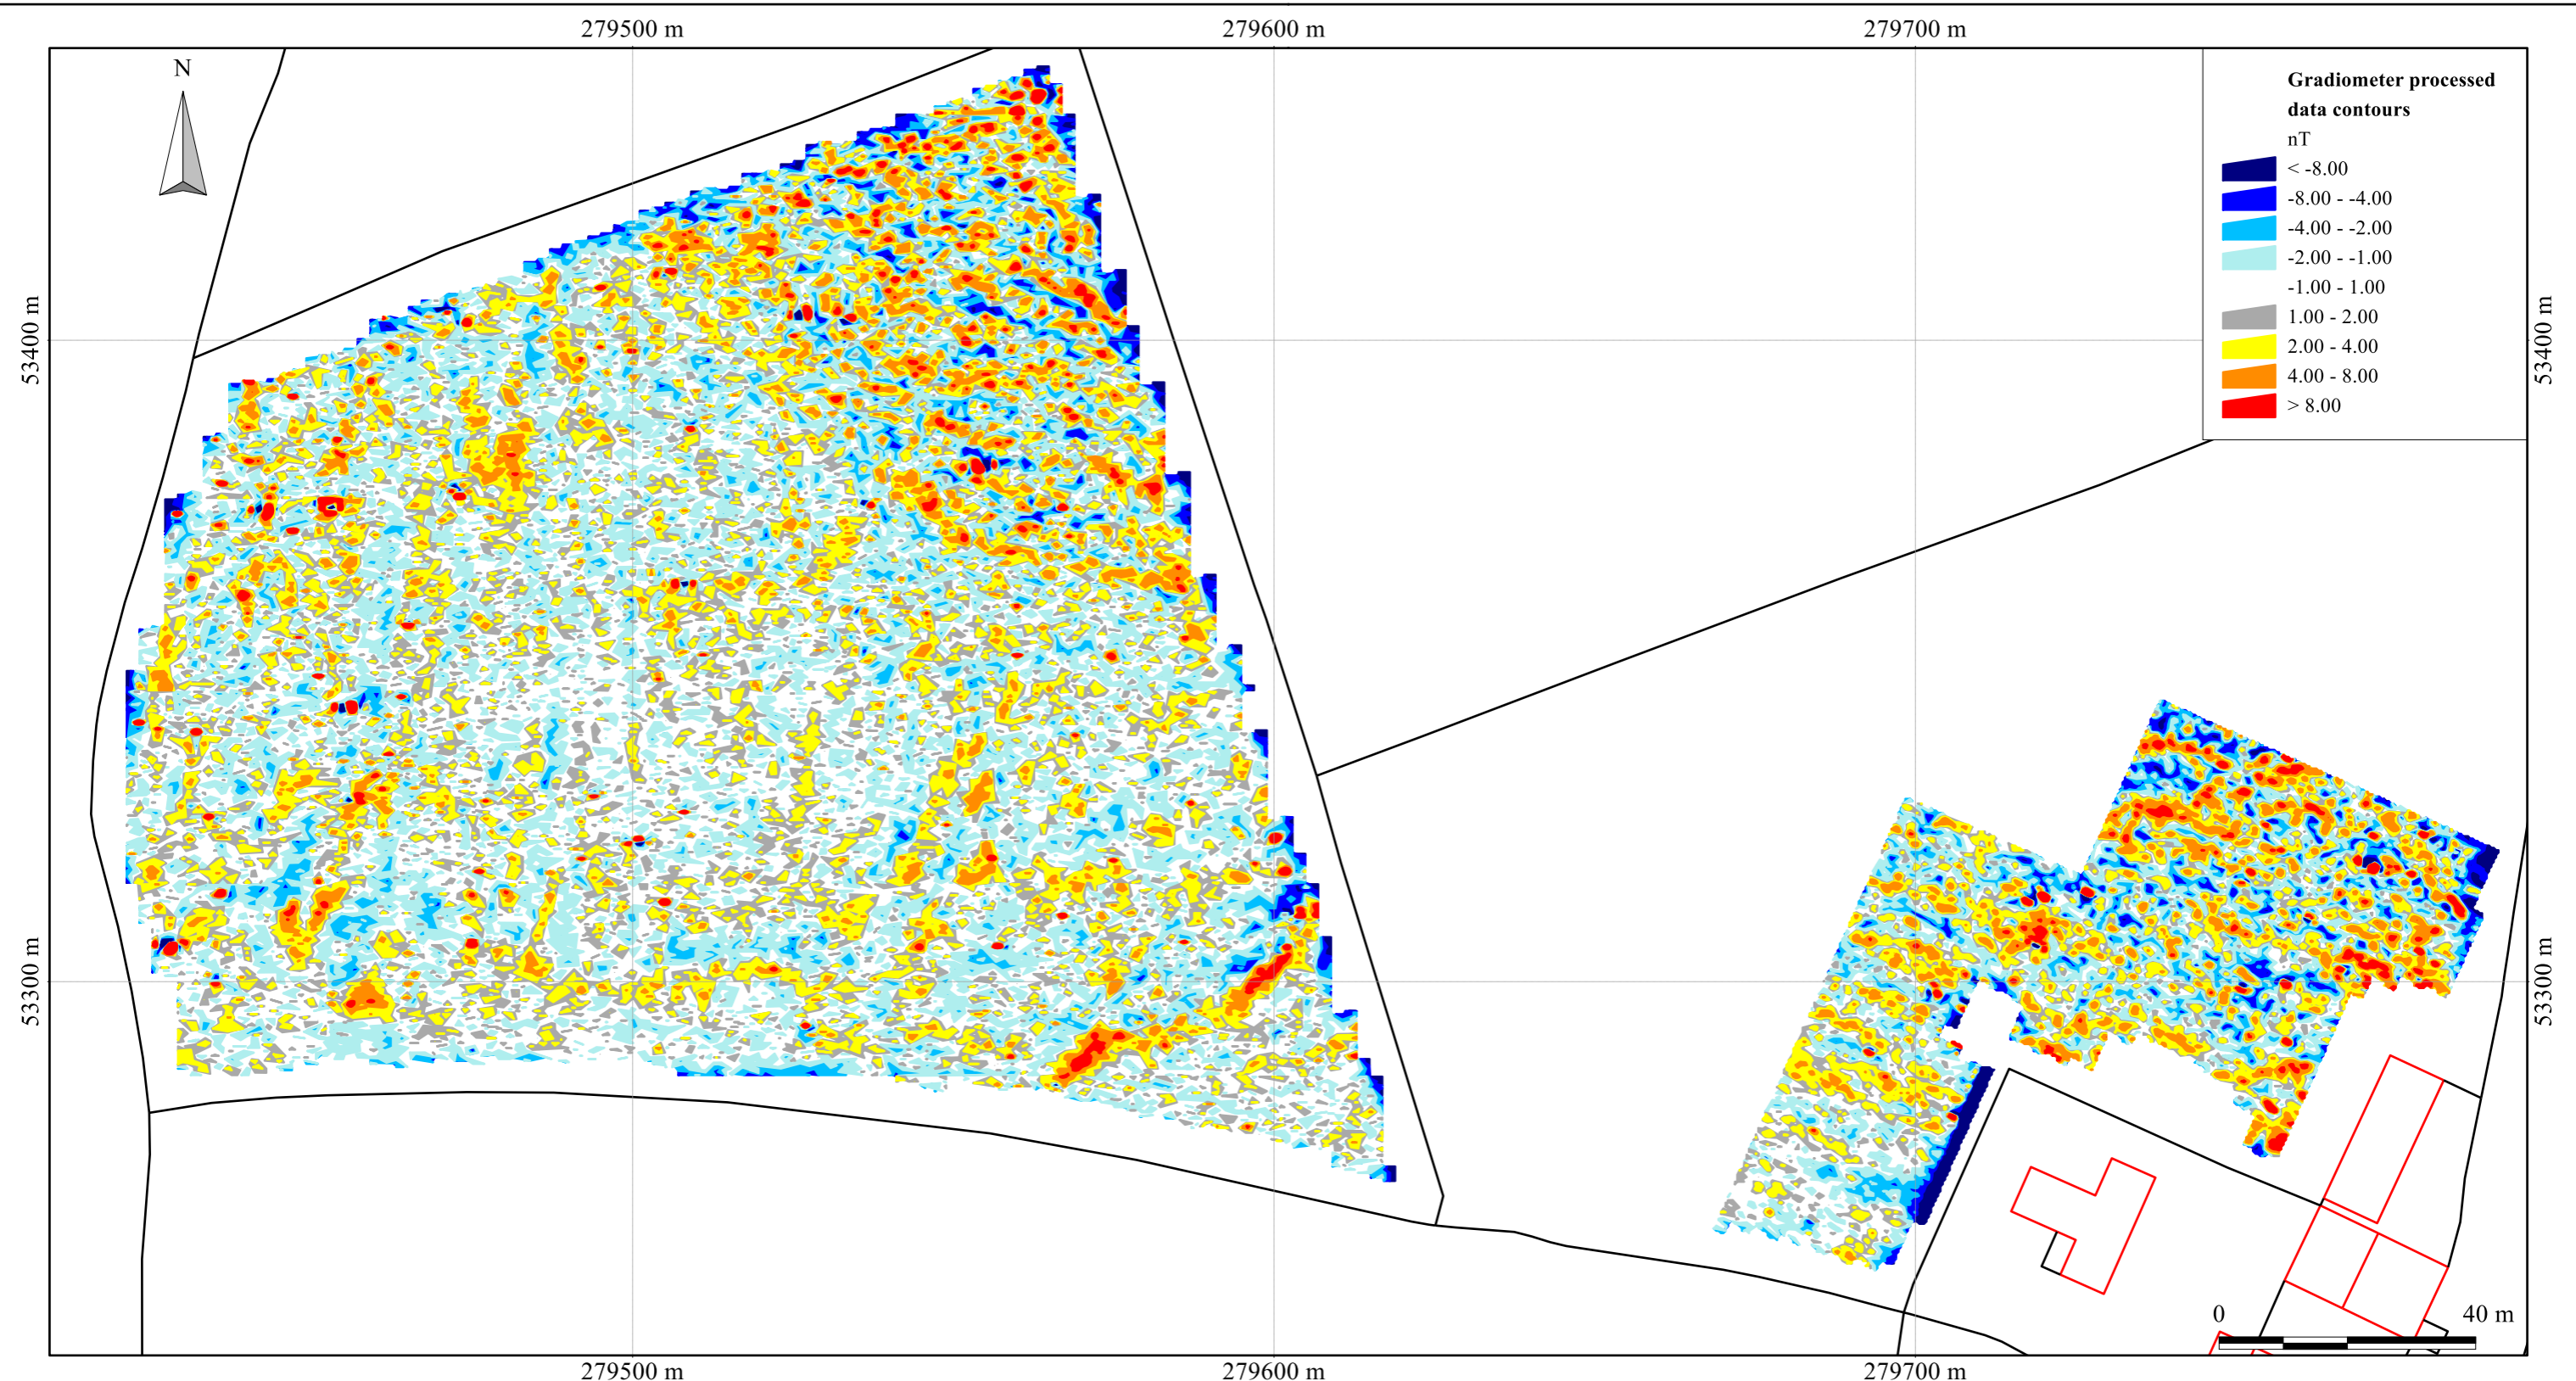 279500 m
279600 m
279700 m
N
Gradiometer processed
data contours
nT
< -8.00
-8.00 - -4.00
-4.00 - -2.00
-2.00 - -1.00
-1.00 - 1.00
1.00 - 2.00
2.00 - 4.00
4.00 - 8.00
> 8.00
53400 m
53400 m
53300 m
53300 m
0
40 m
279500 m
279600 m
279700 m